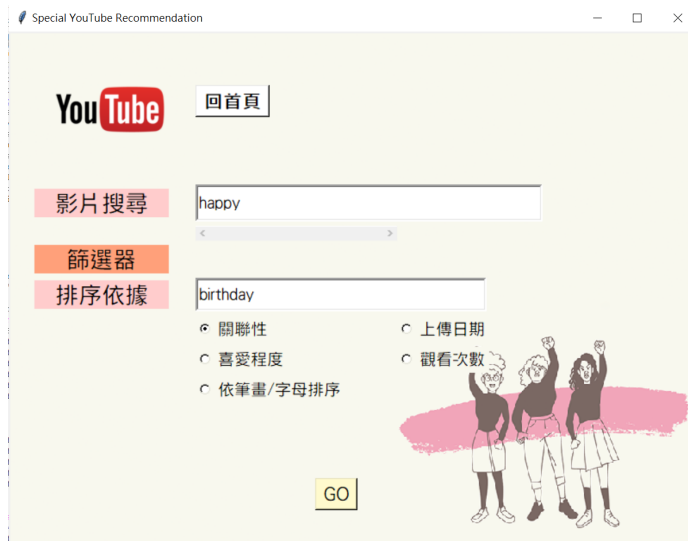 Special YouTube Recommendation
YouTube
回首頁
影片搜尋
happy
篩選器
排序依據
birthday
關聯性
上傳日期
喜愛程度
觀看次數
依筆畫/字母排序
GO